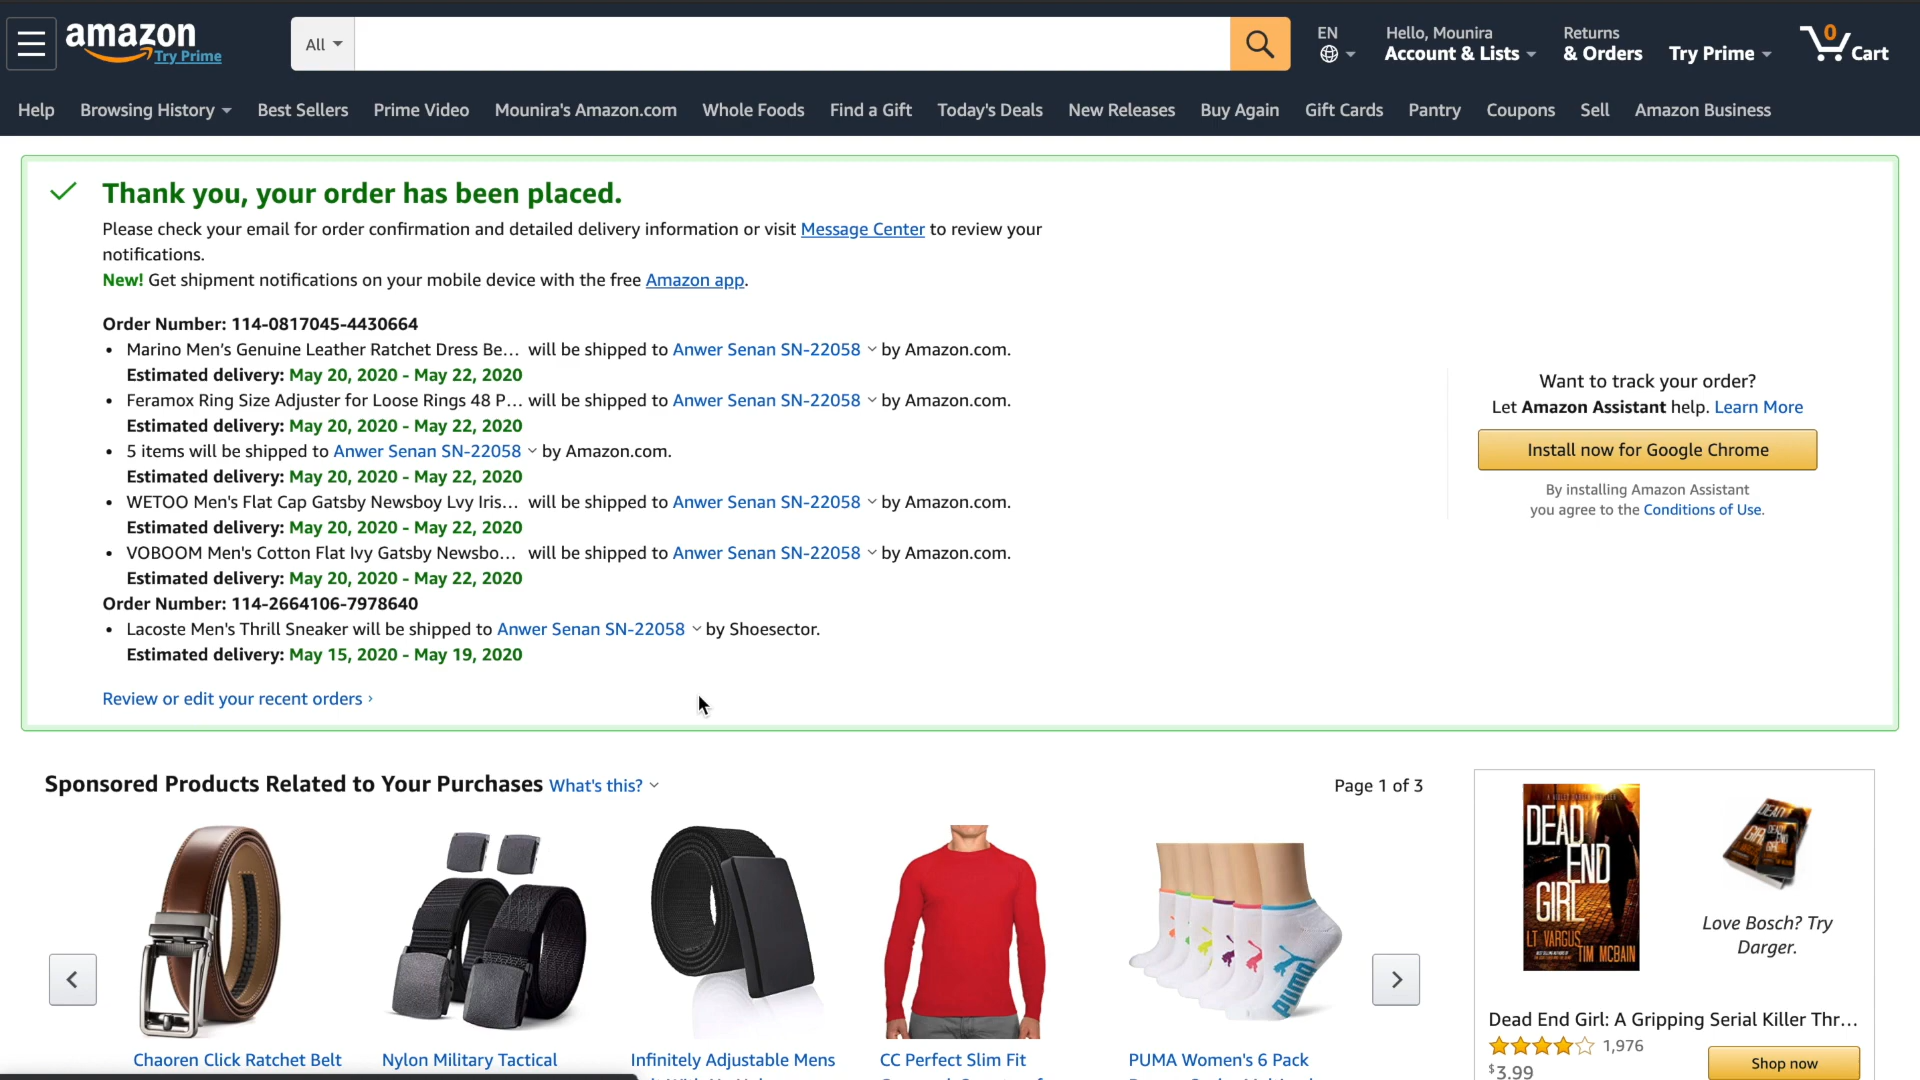 amazon
Try Prime
All
EN
Hello, Mounira
Account & Lists
Returns
& Orders
Try Prime
0
Cart
Help
Browsing History
Best Sellers
Prime Video
Mounira's Amazon.com
Whole Foods
Find a Gift
Today's Deals
New Releases
Buy Again
Gift Cards
Pantry
Coupons
Sell
Amazon Business
Thank you, your order has been placed.
Please check your email for order confirmation and detailed delivery information or visit Message Center to review your
notifications.
New! Get shipment notifications on your mobile device with the free Amazon app.
Order Number: 114-0817045-4430664
• Marino Men's Genuine Leather Ratchet Dress Be... will be shipped to Anwer Senan SN-22058 by Amazon.com.
Estimated delivery: May 20, 2020 - May 22, 2020
• Feramox Ring Size Adjuster for Loose Rings 48 P... will be shipped to Anwer Senan SN-22058 by Amazon.com.
Estimated delivery: May 20, 2020 - May 22, 2020
• 5 items will be shipped to Anwer Senan SN-22058 by Amazon.com.
Estimated delivery: May 20, 2020 - May 22, 2020
• WETOO Men's Flat Cap Gatsby Newsboy Lvy Iris... will be shipped to Anwer Senan SN-22058 by Amazon.com.
Estimated delivery: May 20, 2020 - May 22, 2020
• VOBOOM Men's Cotton Flat Ivy Gatsby Newsbo... will be shipped to Anwer Senan SN-22058 by Amazon.com.
Estimated delivery: May 20, 2020 - May 22, 2020
Order Number: 114-2664106-7978640
• Lacoste Men's Thrill Sneaker will be shipped to Anwer Senan SN-22058 by Shoesector.
Estimated delivery: May 15, 2020 - May 19, 2020
Review or edit your recent orders ›
Want to track your order?
Let Amazon Assistant help. Learn More
Install now for Google Chrome
By installing Amazon Assistant
you agree to the Conditions of Use.
Sponsored Products Related to Your Purchases What's this?
Page 1 of 3
puma
Chaoren Click Ratchet Belt
Nylon Military Tactical
Infinitely Adjustable Mens
CC Perfect Slim Fit
PUMA Women's 6 Pack
DEAD
END
GIRL
LT VARGUS
TIM MCBAIN
Love Bosch? Try
Darger.
Dead End Girl: A Gripping Serial Killer Thr...
1,976
$3.99
Shop now